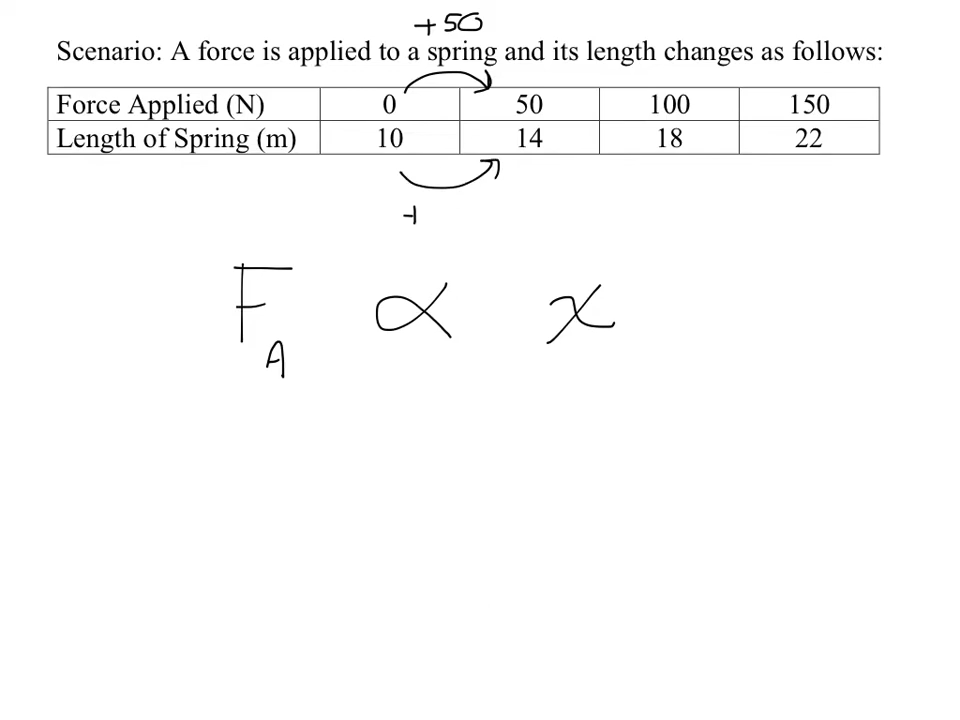 +50
Scenario: A force is applied to a spring and its length changes as follows:
Force Applied (N) 0 50 100 150
Length of Spring (m) 10 14 18 22
+
F_A ∝ x